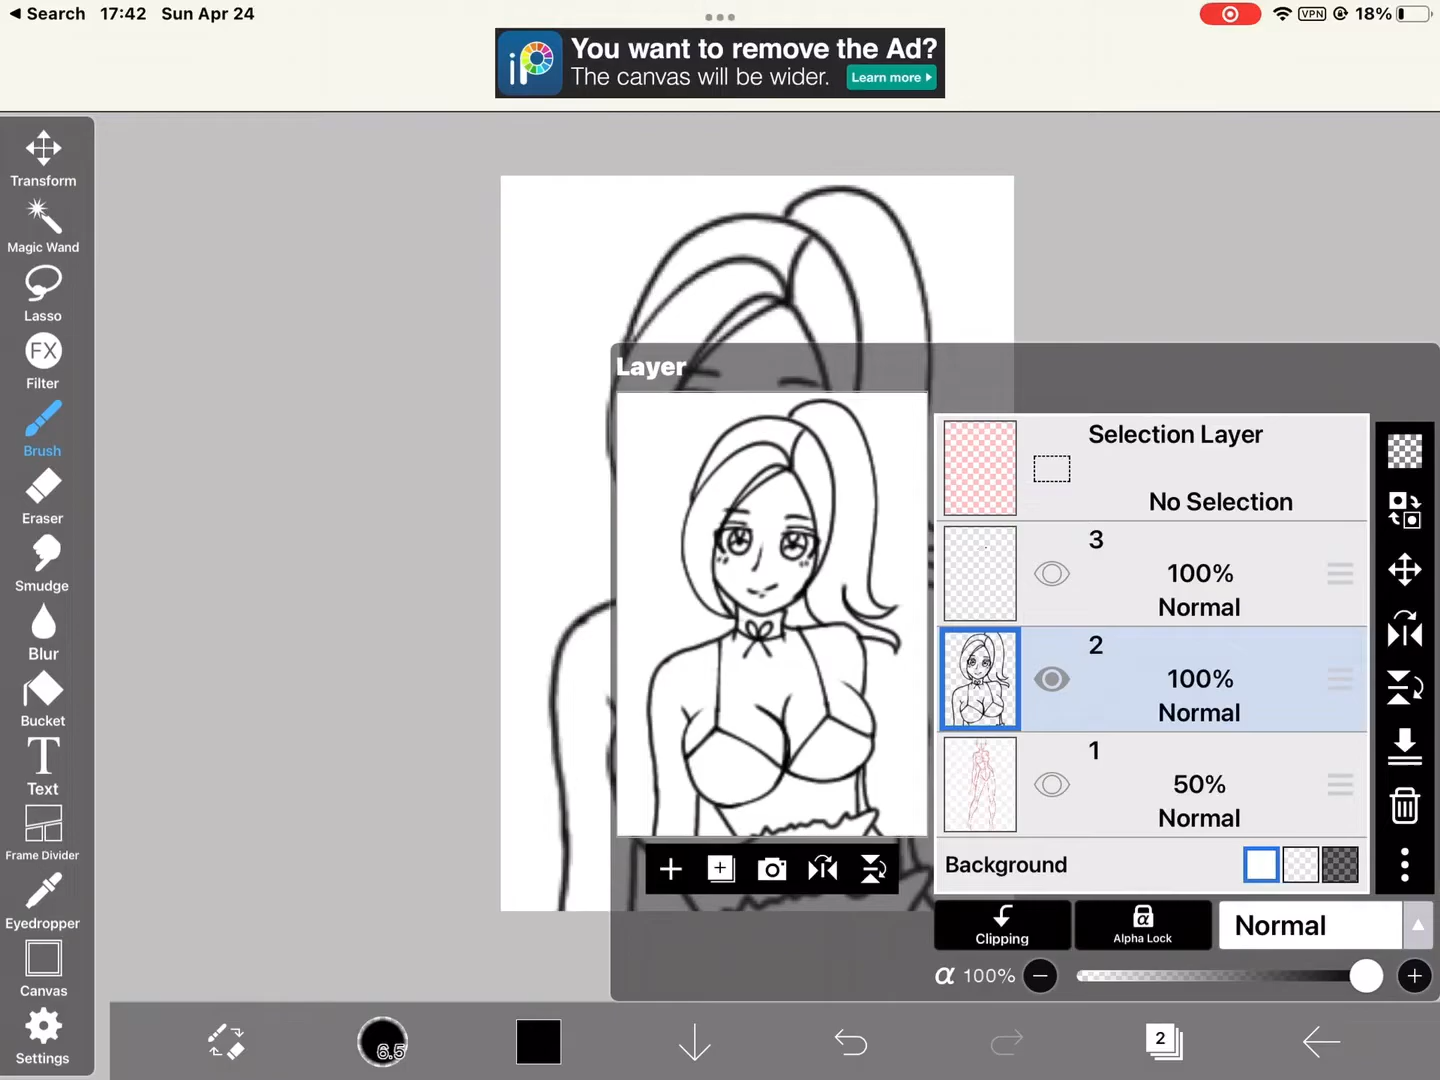 Search 17:42 Sun Apr 24
VPN 18%
iP
You want to remove the Ad?
The canvas will be wider.
Learn more
Transform
Magic Wand
Lasso
FX
Filter
Brush
Eraser
Smudge
Blur
Bucket
T
Text
Frame Divider
Eyedropper
Canvas
Settings
Layer
Selection Layer
No Selection
3
100%
Normal
2
100%
Normal
1
50%
Normal
Background
Clipping
α
Alpha Lock
Normal
α 100%
6.5
2